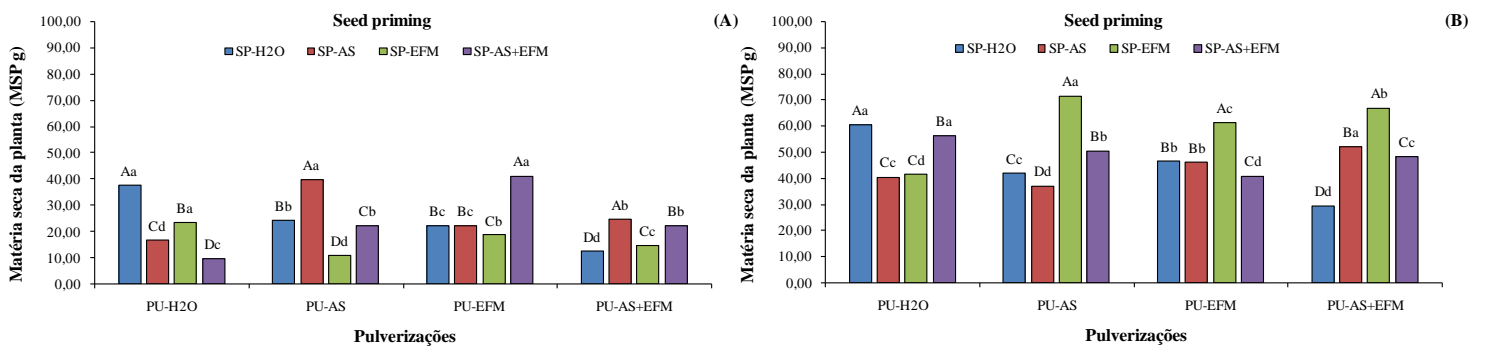 Seed priming
(A)
SP-H2O SP-AS SP-EFM SP-AS+EFM
Matéria seca da planta (MSP g)
100,00
90,00
80,00
70,00
60,00
50,00
40,00
30,00
20,00
10,00
0,00
Aa Cd Ba Dc
Bb Aa Dd Cb
Bc Bc Cb Aa
Dd Ab Cc Bb
PU-H2O PU-AS PU-EFM PU-AS+EFM
Pulverizações
Seed priming
(B)
SP-H2O SP-AS SP-EFM SP-AS+EFM
Matéria seca da planta (MSP g)
100,00
90,00
80,00
70,00
60,00
50,00
40,00
30,00
20,00
10,00
0,00
Aa Cc Cd Ba
Cc Dd Aa Bb
Bb Bb Ac Cd
Dd Ba Ab Cc
PU-H2O PU-AS PU-EFM PU-AS+EFM
Pulverizações